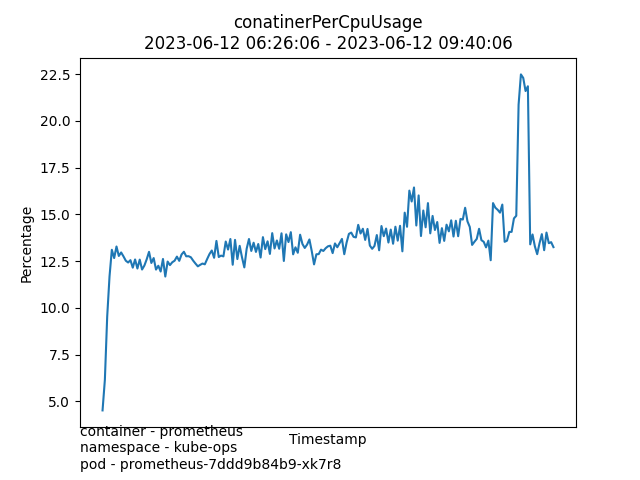 conatinerPerCpuUsage
2023-06-12 06:26:06 - 2023-06-12 09:40:06
22.5
20.0
17.5
15.0
12.5
10.0
7.5
5.0
Percentage
Timestamp
container - prometheus
namespace - kube-ops
pod - prometheus-7ddd9b84b9-xk7r8